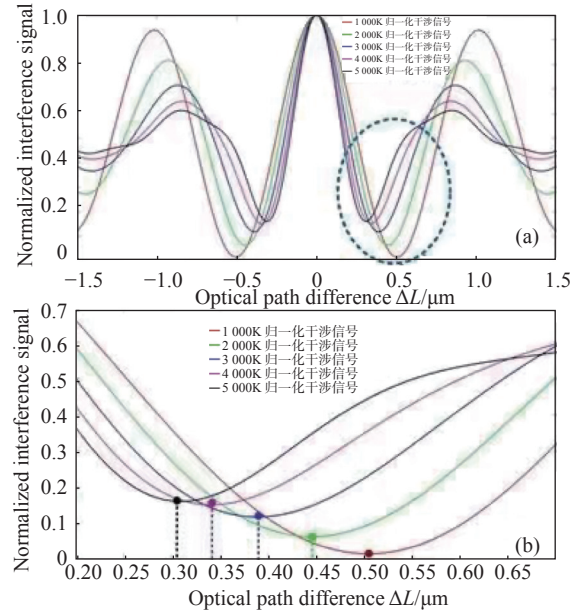 Normalized interference signal
1.0
0.8
0.6
0.4
0.2
0
1 000K 归一化干涉信号
2 000K 归一化干涉信号
3 000K 归一化干涉信号
4 000K 归一化干涉信号
5 000K 归一化干涉信号
(a)
−1.5 −1.0 −0.5 0 0.5 1.0 1.5
Optical path difference ΔL/μm
Normalized interference signal
0.7
0.6
0.5
0.4
0.3
0.2
0.1
0
1 000K 归一化干涉信号
2 000K 归一化干涉信号
3 000K 归一化干涉信号
4 000K 归一化干涉信号
5 000K 归一化干涉信号
(b)
0.20 0.25 0.30 0.35 0.40 0.45 0.50 0.55 0.60 0.65
Optical path difference ΔL/μm